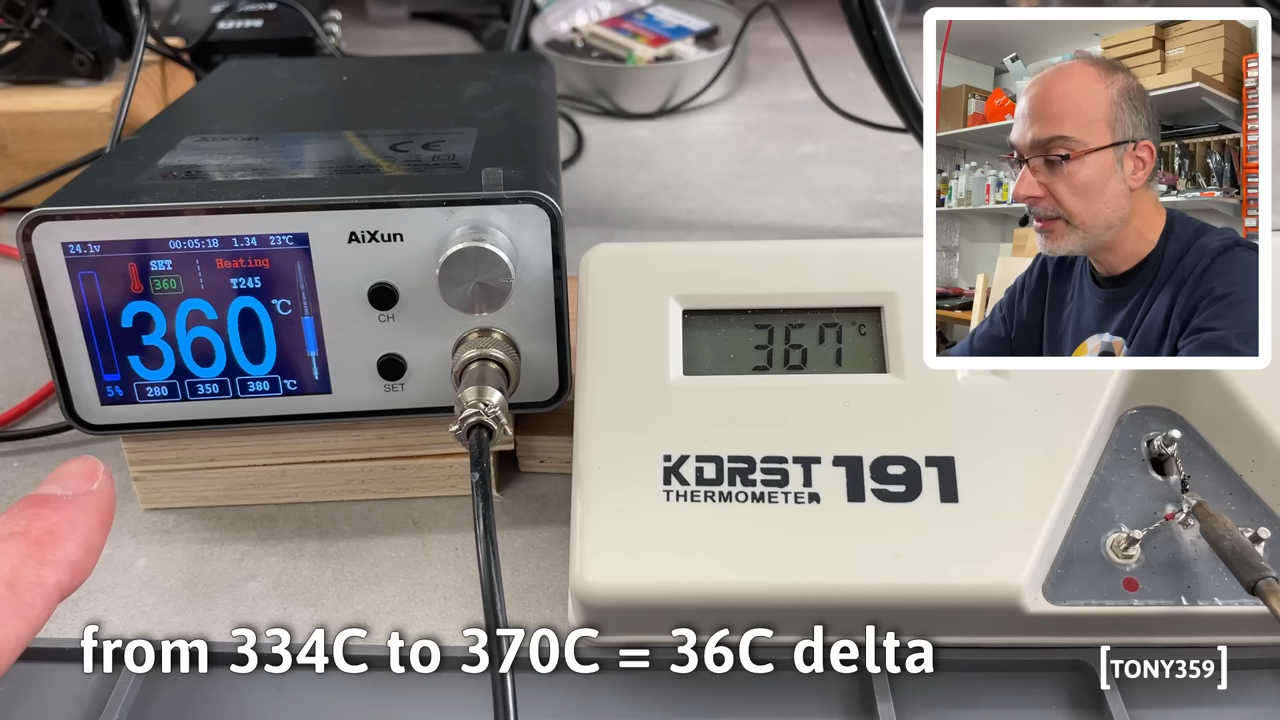 AiXun
CE
24.1v 00:05:18 1.34 23℃
SET Heating
360 T245
360 ℃
5% 280 350 380 ℃
AiXun
CH
SET
367 °C
KDRST 191
THERMOMETER
from 334C to 370C = 36C delta
[TONY359]